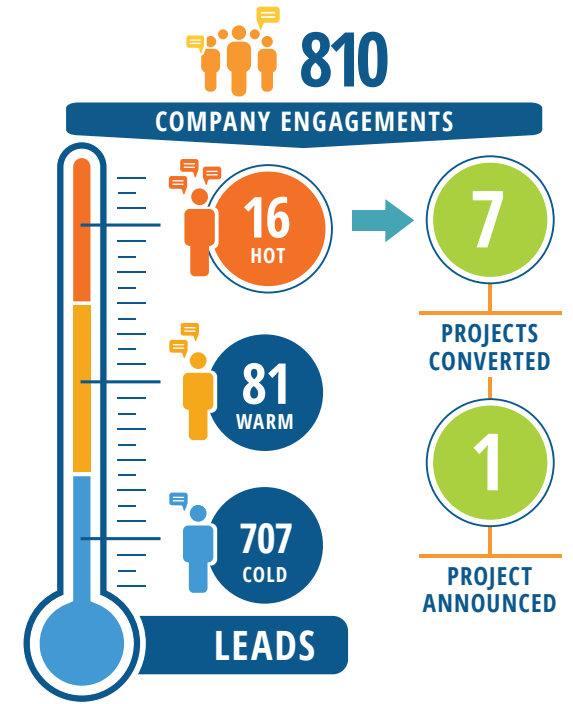 810
COMPANY ENGAGEMENTS
16
HOT
7
PROJECTS
CONVERTED
81
WARM
1
PROJECT
ANNOUNCED
707
COLD
LEADS